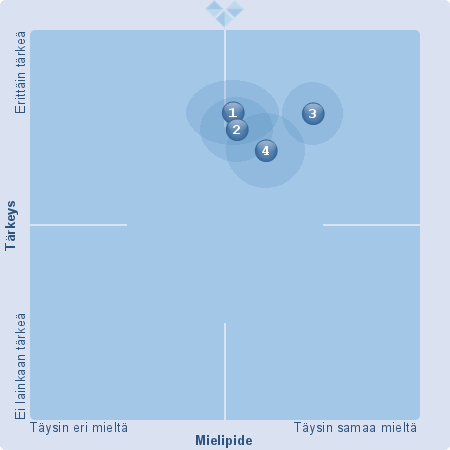 Erittäin tärkeä
1
2
3
4
Tärkeys
Ei lainkaan tärkeä
Täysin eri mieltä
Täysin samaa mieltä
Mielipide